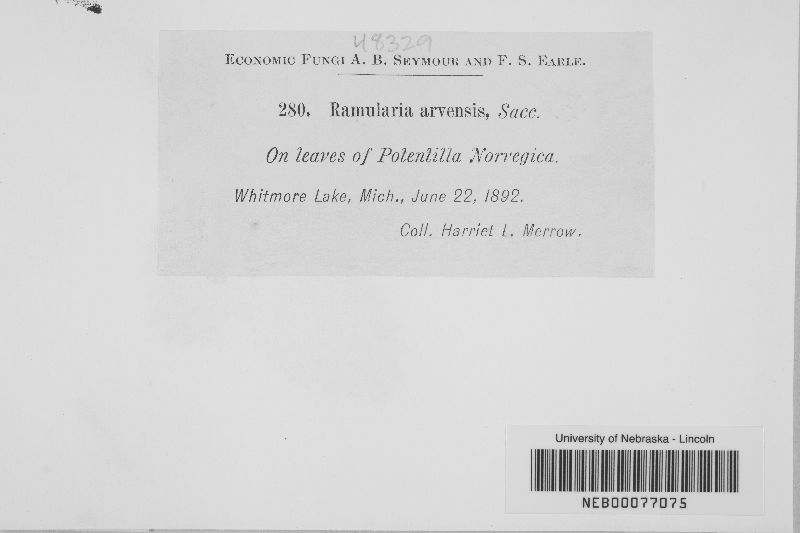 48329
ECONOMIC FUNGI A. B. SEYMOUR AND F. S. EARLE.
280. Ramularia arvensis, Sacc.
On leaves of Potentilla Norvegica.
Whitmore Lake, Mich., June 22, 1892.
Coll. Harriet L. Merrow.
University of Nebraska - Lincoln
NEB00077075